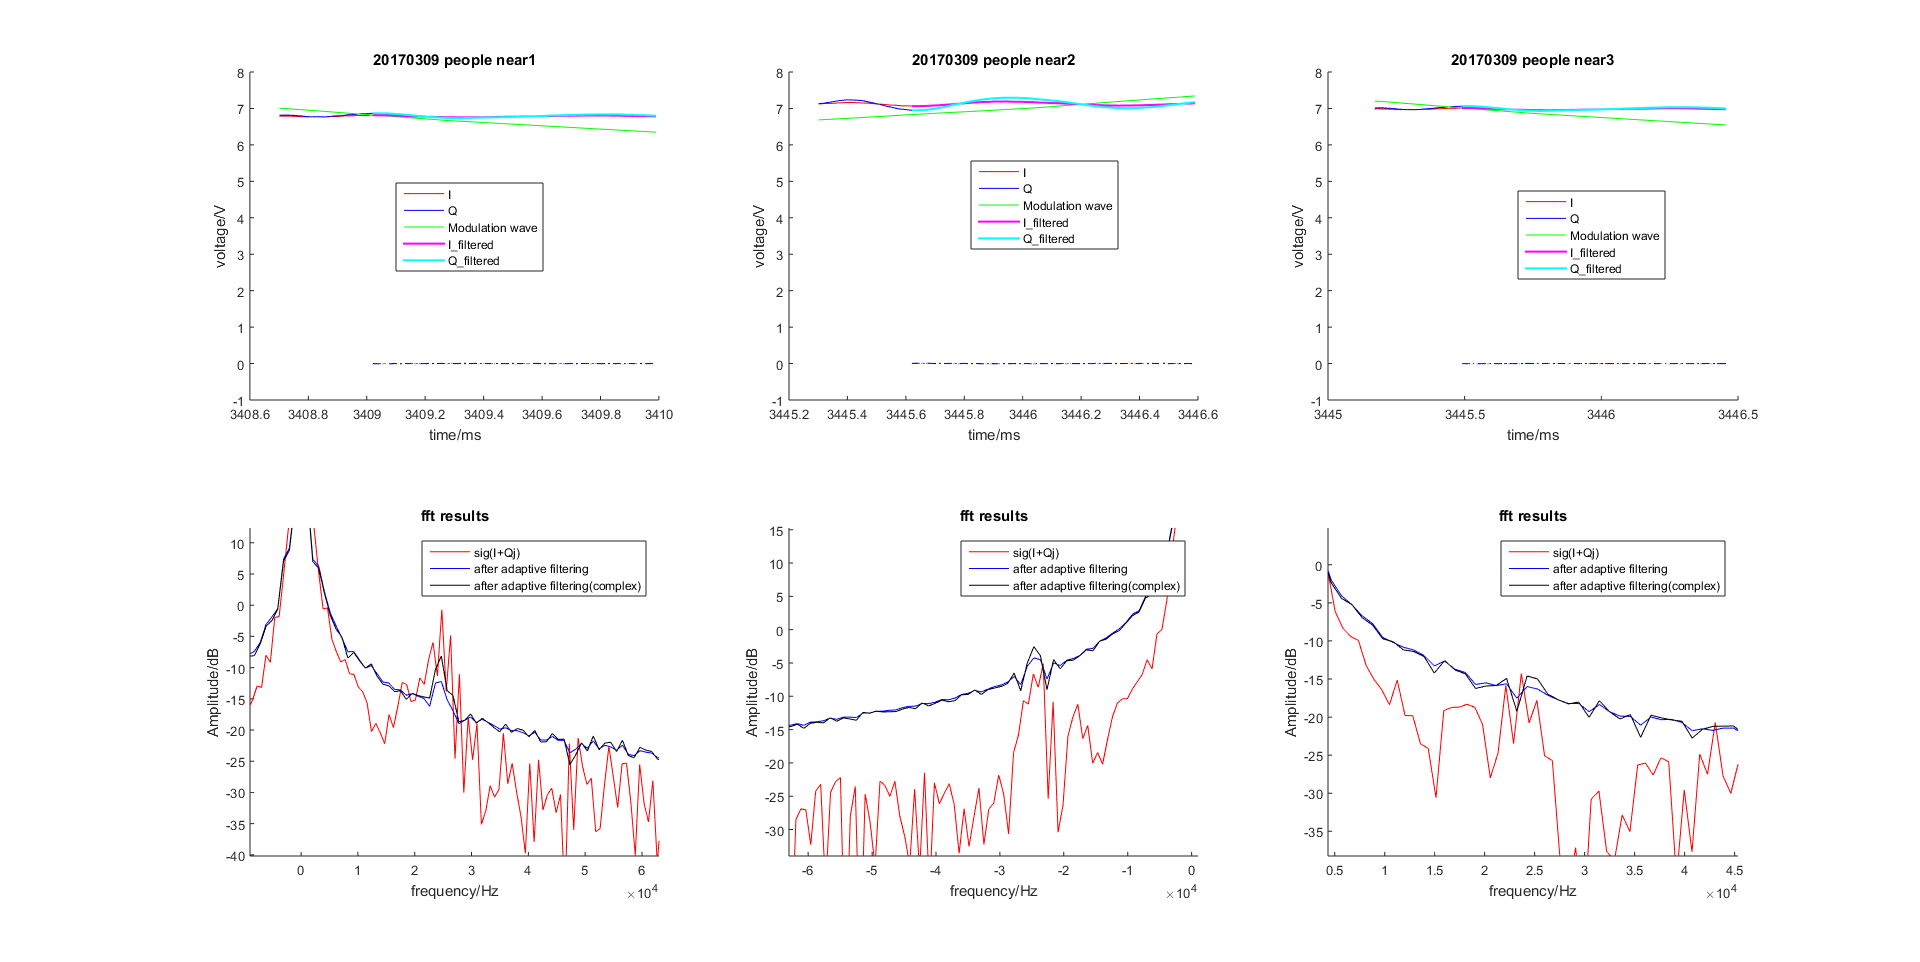 20170309 people near1
8
7
6
5
4
3
2
1
0
-1
voltage/V
I
Q
Modulation wave
I_filtered
Q_filtered
3408.6 3408.8 3409 3409.2 3409.4 3409.6 3409.8 3410
time/ms
20170309 people near2
8
7
6
5
4
3
2
1
0
-1
voltage/V
I
Q
Modulation wave
I_filtered
Q_filtered
3445.2 3445.4 3445.6 3445.8 3446 3446.2 3446.4 3446.6
time/ms
20170309 people near3
8
7
6
5
4
3
2
1
0
-1
voltage/V
I
Q
Modulation wave
I_filtered
Q_filtered
3445 3445.5 3446 3446.5
time/ms
fft results
10
5
0
-5
-10
-15
-20
-25
-30
-35
-40
Amplitude/dB
sig(I+Qj)
after adaptive filtering
after adaptive filtering(complex)
0 1 2 3 4 5 6
frequency/Hz
×10^4
fft results
15
10
5
0
-5
-10
-15
-20
-25
-30
Amplitude/dB
sig(I+Qj)
after adaptive filtering
after adaptive filtering(complex)
-6 -5 -4 -3 -2 -1 0
frequency/Hz
×10^4
fft results
0
-5
-10
-15
-20
-25
-30
-35
Amplitude/dB
sig(I+Qj)
after adaptive filtering
after adaptive filtering(complex)
0.5 1 1.5 2 2.5 3 3.5 4 4.5
frequency/Hz
×10^4